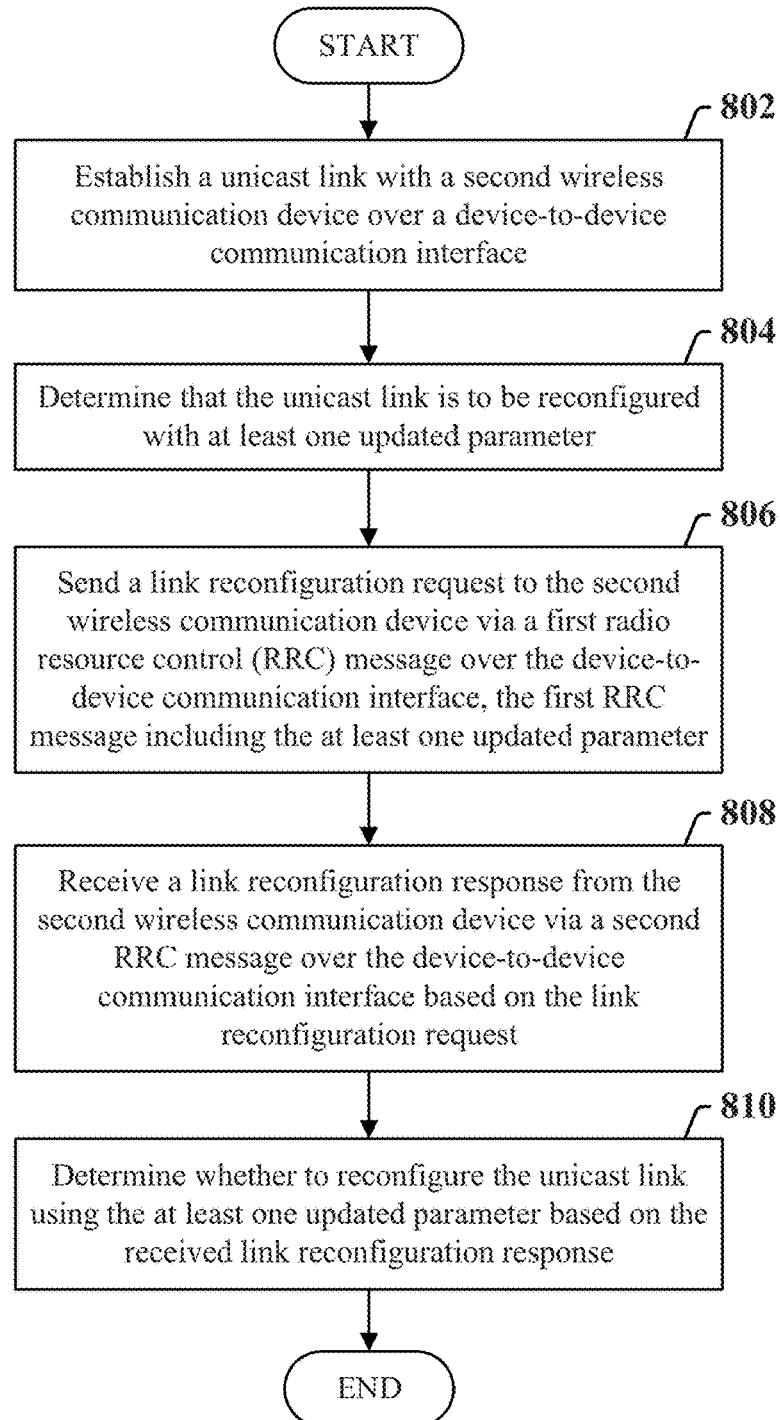 START
802
Establish a unicast link with a second wireless
communication device over a device-to-device
communication interface
804
Determine that the unicast link is to be reconfigured
with at least one updated parameter
806
Send a link reconfiguration request to the second
wireless communication device via a first radio
resource control (RRC) message over the device-to-
device communication interface, the first RRC
message including the at least one updated parameter
808
Receive a link reconfiguration response from the
second wireless communication device via a second
RRC message over the device-to-device
communication interface based on the link
reconfiguration request
810
Determine whether to reconfigure the unicast link
using the at least one updated parameter based on the
received link reconfiguration response
END